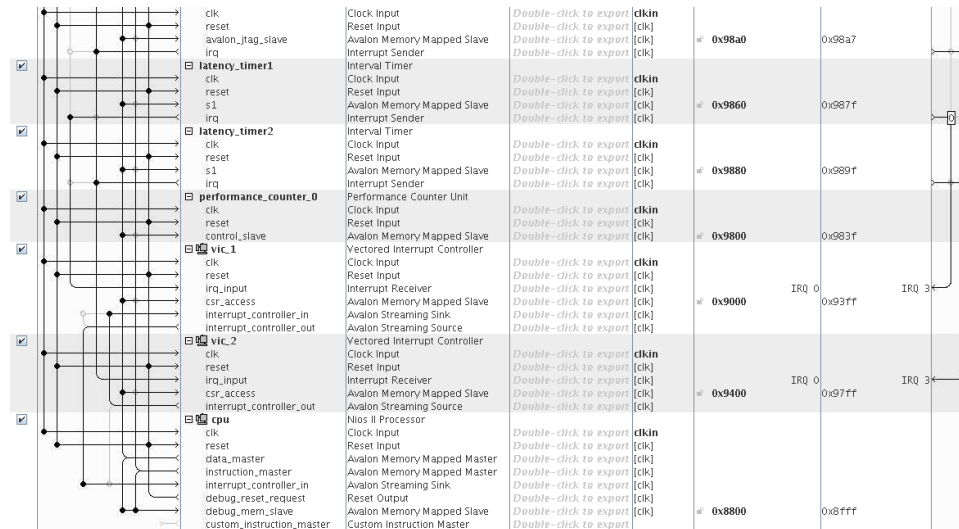 clk Clock Input Double-click to export clkin
reset Reset Input Double-click to export [clk]
avalon_jtag_slave Avalon Memory Mapped Slave Double-click to export [clk] 0x98a0 0x98a7
irq Interrupt Sender Double-click to export [clk]
latency_timer1 Interval Timer
clk Clock Input Double-click to export clkin
reset Reset Input Double-click to export [clk]
s1 Avalon Memory Mapped Slave Double-click to export [clk] 0x9860 0x987f
irq Interrupt Sender Double-click to export [clk] 0
latency_timer2 Interval Timer
clk Clock Input Double-click to export clkin
reset Reset Input Double-click to export [clk]
s1 Avalon Memory Mapped Slave Double-click to export [clk] 0x9880 0x989f
irq Interrupt Sender Double-click to export [clk]
performance_counter_0 Performance Counter Unit
clk Clock Input Double-click to export clkin
reset Reset Input Double-click to export [clk]
control_slave Avalon Memory Mapped Slave Double-click to export [clk] 0x9800 0x983f
vic_1 Vectored Interrupt Controller
clk Clock Input Double-click to export clkin
reset Reset Input Double-click to export [clk]
irq_input Interrupt Receiver Double-click to export [clk] IRQ 0 IRQ 3
csr_access Avalon Memory Mapped Slave Double-click to export [clk] 0x9000 0x93ff
interrupt_controller_in Avalon Streaming Sink Double-click to export [clk]
interrupt_controller_out Avalon Streaming Source Double-click to export [clk]
vic_2 Vectored Interrupt Controller
clk Clock Input Double-click to export clkin
reset Reset Input Double-click to export [clk]
irq_input Interrupt Receiver Double-click to export [clk] IRQ 0 IRQ 3
csr_access Avalon Memory Mapped Slave Double-click to export [clk] 0x9400 0x97ff
interrupt_controller_out Avalon Streaming Source Double-click to export [clk]
cpu Nios II Processor
clk Clock Input Double-click to export clkin
reset Reset Input Double-click to export [clk]
data_master Avalon Memory Mapped Master Double-click to export [clk]
instruction_master Avalon Memory Mapped Master Double-click to export [clk]
interrupt_controller_in Avalon Streaming Sink Double-click to export [clk]
debug_reset_request Reset Output Double-click to export [clk]
debug_mem_slave Avalon Memory Mapped Slave Double-click to export [clk] 0x8800 0x8fff
custom_instruction_master Custom Instruction Master Double-click to export